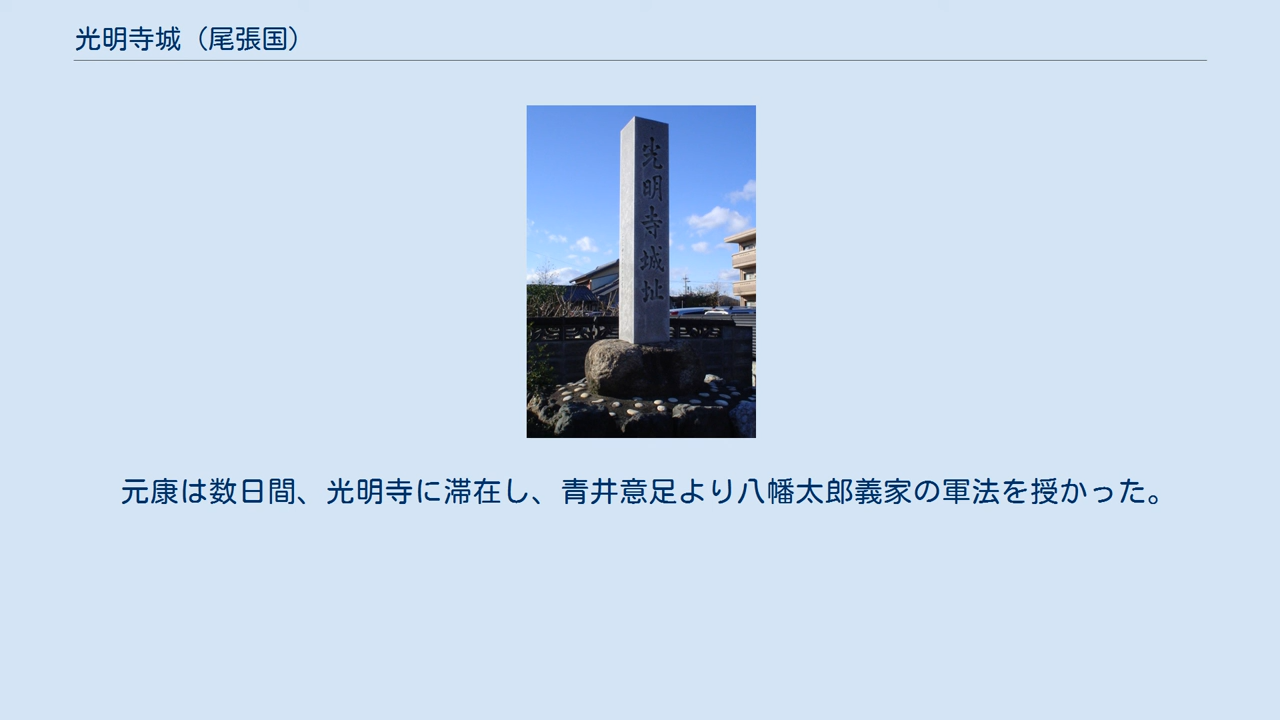 光明寺城（尾張国）
光明寺城址
元康は数日間、光明寺に滞在し、青井意足より八幡太郎義家の軍法を授かった。